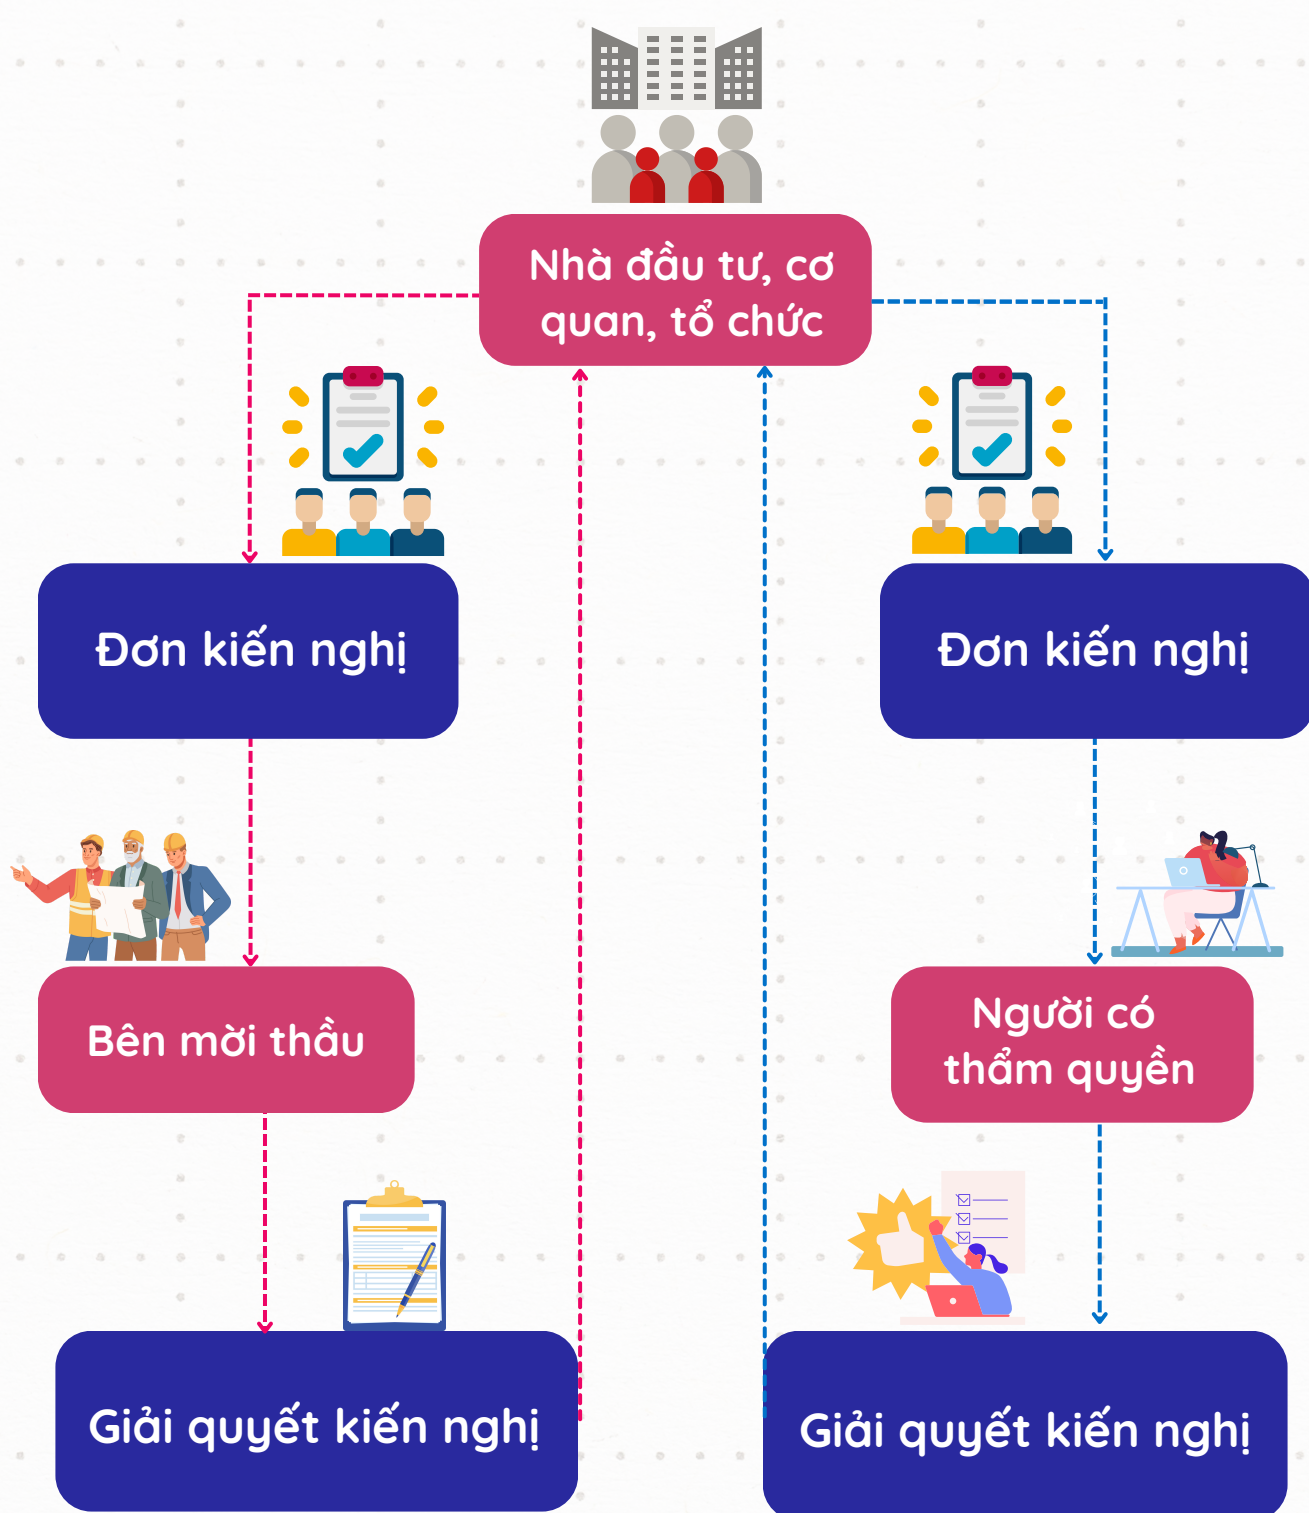 Nhà đầu tư, cơ
quan, tổ chức
Đơn kiến nghị
Đơn kiến nghị
Bên mời thầu
Người có
thẩm quyền
Giải quyết kiến nghị
Giải quyết kiến nghị